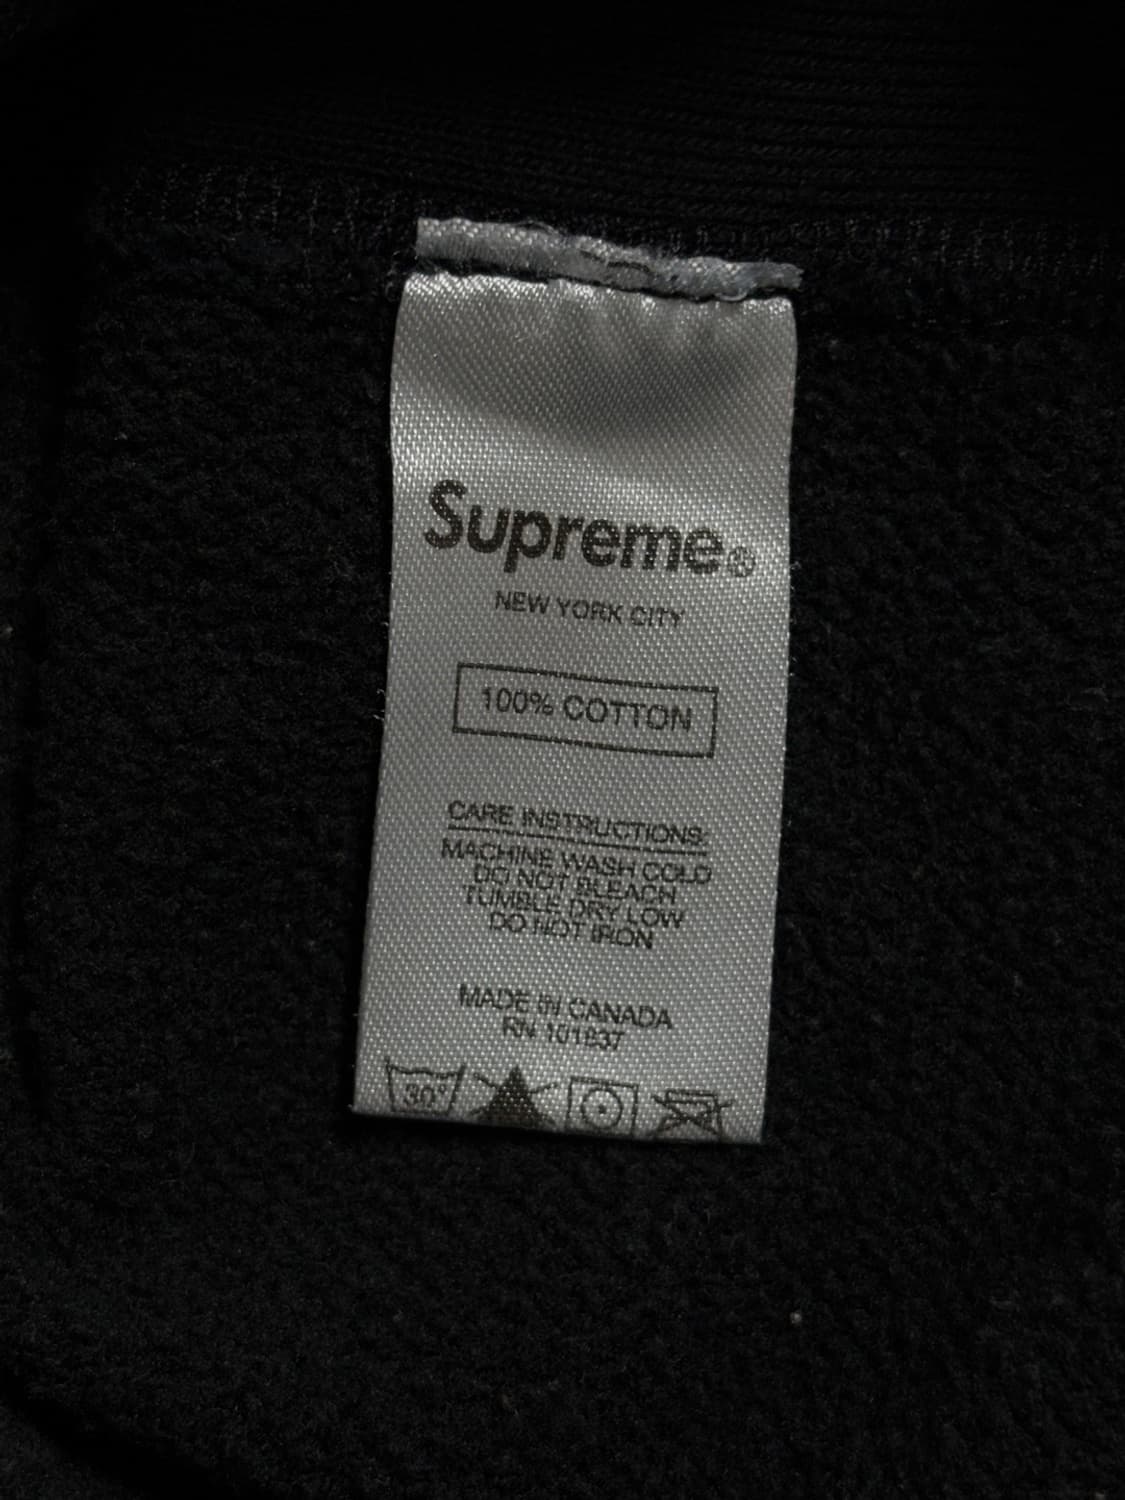 Supreme®
NEW YORK CITY
100% COTTON
CARE INSTRUCTIONS:
MACHINE WASH COLD
DO NOT BLEACH
TUMBLE DRY LOW
DO NOT IRON
MADE IN CANADA
RN 101837
30°